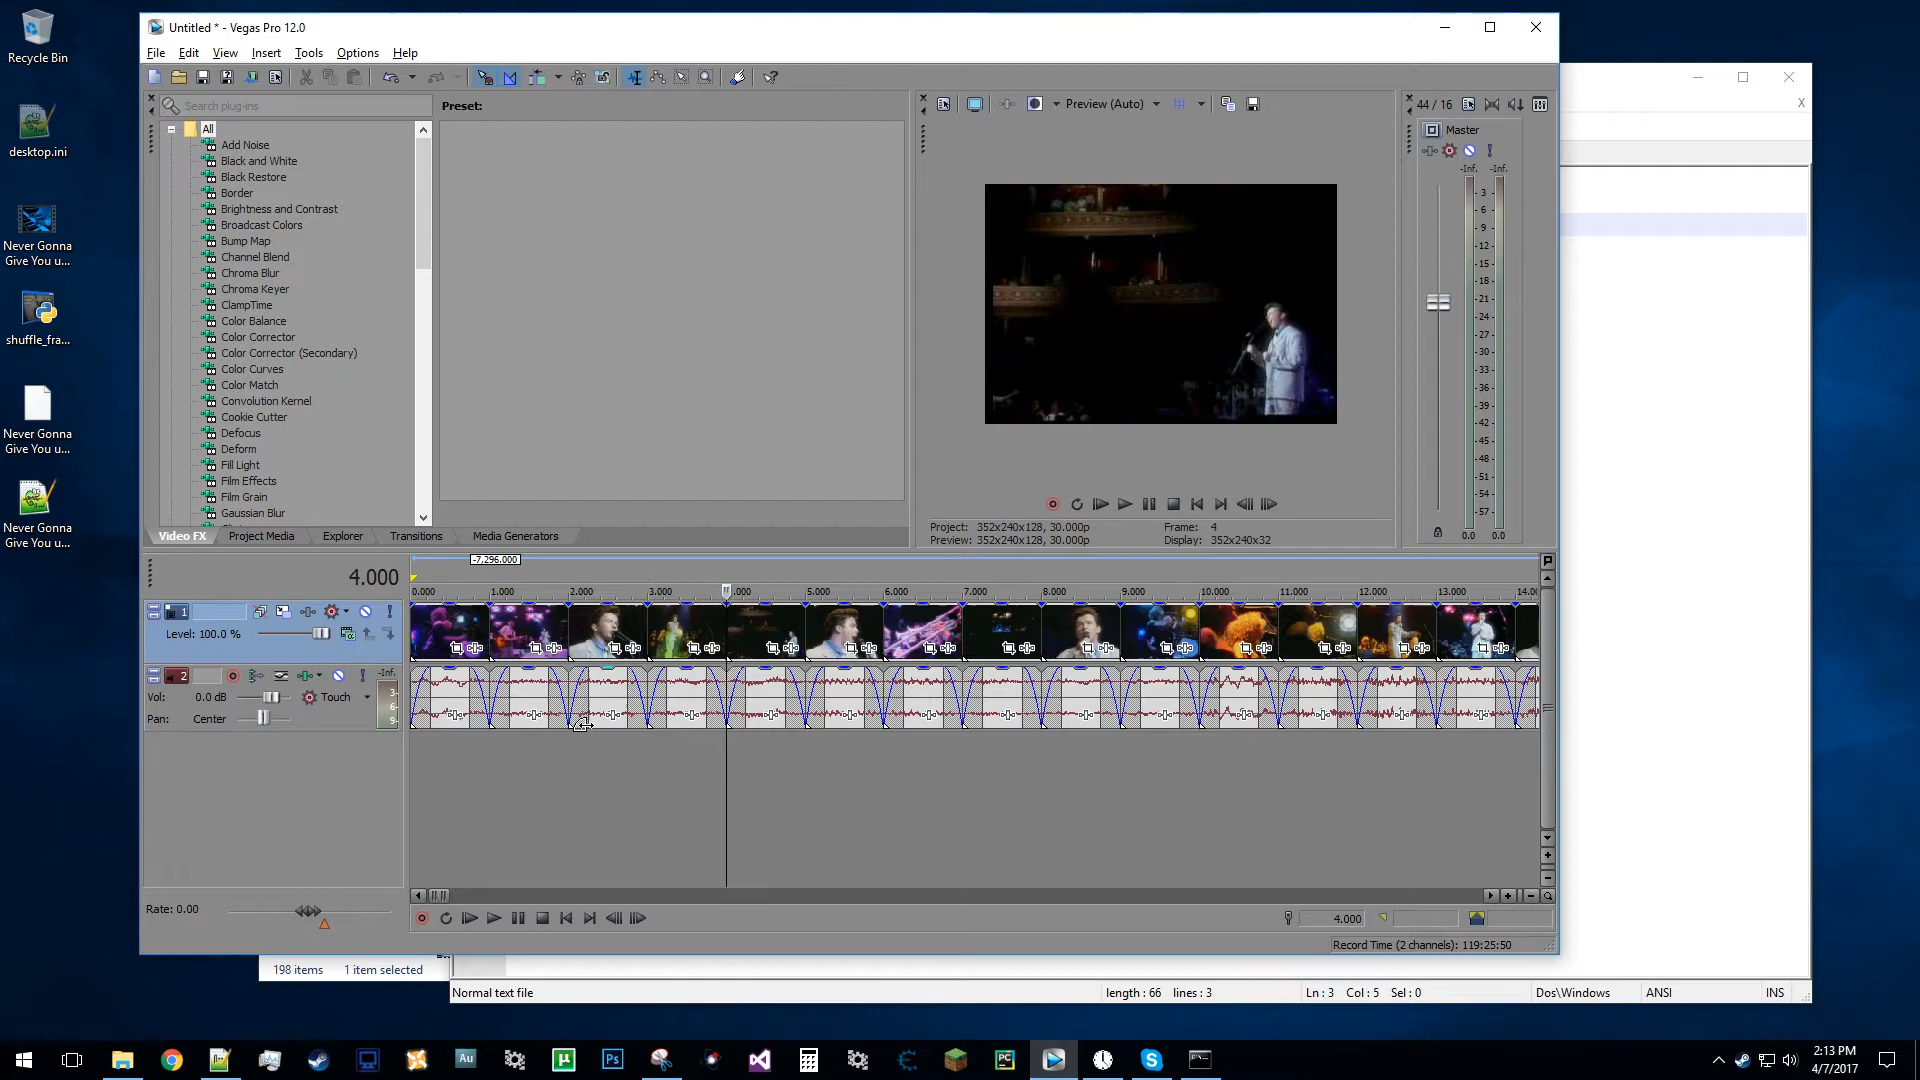 Recycle Bin
desktop.ini
Never Gonna
Give You u...
shuffle_fra...
Never Gonna
Give You u...
Never Gonna
Give You u...
Untitled * - Vegas Pro 12.0
File Edit View Insert Tools Options Help
Search plug-ins
All
Add Noise
Black and White
Black Restore
Border
Brightness and Contrast
Broadcast Colors
Bump Map
Channel Blend
Chroma Blur
Chroma Keyer
ClampTime
Color Balance
Color Corrector
Color Corrector (Secondary)
Color Curves
Color Match
Convolution Kernel
Cookie Cutter
Defocus
Deform
Fill Light
Film Effects
Film Grain
Gaussian Blur
Video FX Project Media Explorer Transitions Media Generators
Preset:
Preview (Auto)
Project: 352x240x128, 30.000p
Frame: 4
Preview: 352x240x128, 30.000p
Display: 352x240x32
44 / 16
Master
-Inf. -Inf.
3
6
9
12
15
18
21
24
27
30
33
36
39
42
45
48
51
54
57
0.0 0.0
-7,296.000
4.000
0.000 1.000 2.000 3.000 .000 5.000 6.000 7.000 8.000 9.000 10.000 11.000 12.000 13.000 14.00
1
Level: 100.0 %
2
-Inf.
Vol: 0.0 dB Touch
Pan: Center
3
6
9
Rate: 0.00
4.000
Record Time (2 channels): 119:25:50
198 items 1 item selected
Normal text file
length : 66 lines : 3
Ln : 3 Col : 5 Sel : 0
Dos\Windows
ANSI
INS
Au
µ
Ps
PC
2:13 PM
4/7/2017